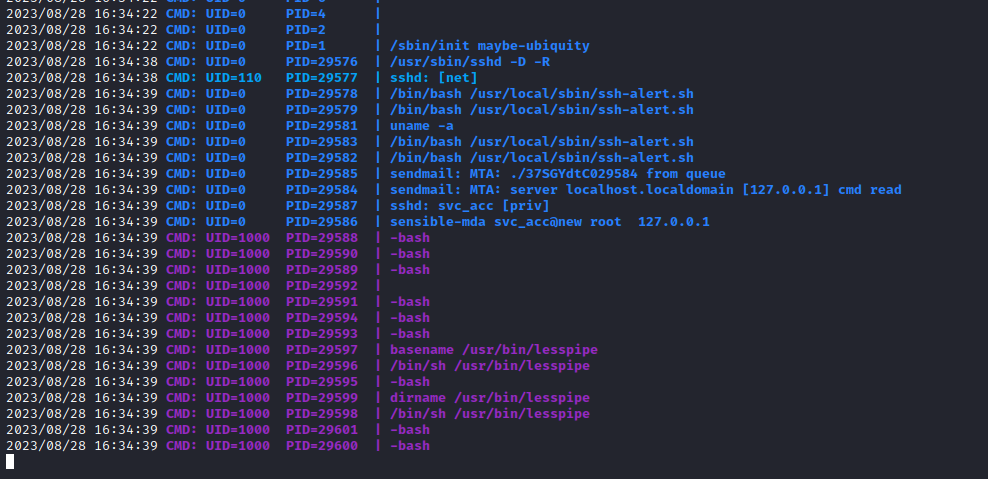 2023/08/28 16:34:22 CMD: UID=0 PID=4 |
2023/08/28 16:34:22 CMD: UID=0 PID=2 |
2023/08/28 16:34:22 CMD: UID=0 PID=1 | /sbin/init maybe-ubiquity
2023/08/28 16:34:38 CMD: UID=0 PID=29576 | /usr/sbin/sshd -D -R
2023/08/28 16:34:38 CMD: UID=110 PID=29577 | sshd: [net]
2023/08/28 16:34:39 CMD: UID=0 PID=29578 | /bin/bash /usr/local/sbin/ssh-alert.sh
2023/08/28 16:34:39 CMD: UID=0 PID=29579 | /bin/bash /usr/local/sbin/ssh-alert.sh
2023/08/28 16:34:39 CMD: UID=0 PID=29581 | uname -a
2023/08/28 16:34:39 CMD: UID=0 PID=29583 | /bin/bash /usr/local/sbin/ssh-alert.sh
2023/08/28 16:34:39 CMD: UID=0 PID=29582 | /bin/bash /usr/local/sbin/ssh-alert.sh
2023/08/28 16:34:39 CMD: UID=0 PID=29585 | sendmail: MTA: ./37SGYdtC029584 from queue
2023/08/28 16:34:39 CMD: UID=0 PID=29584 | sendmail: MTA: server localhost.localdomain [127.0.0.1] cmd read
2023/08/28 16:34:39 CMD: UID=0 PID=29587 | sshd: svc_acc [priv]
2023/08/28 16:34:39 CMD: UID=0 PID=29586 | sensible-mda svc_acc@new root 127.0.0.1
2023/08/28 16:34:39 CMD: UID=1000 PID=29588 | -bash
2023/08/28 16:34:39 CMD: UID=1000 PID=29590 | -bash
2023/08/28 16:34:39 CMD: UID=1000 PID=29589 | -bash
2023/08/28 16:34:39 CMD: UID=1000 PID=29592 |
2023/08/28 16:34:39 CMD: UID=1000 PID=29591 | -bash
2023/08/28 16:34:39 CMD: UID=1000 PID=29594 | -bash
2023/08/28 16:34:39 CMD: UID=1000 PID=29593 | -bash
2023/08/28 16:34:39 CMD: UID=1000 PID=29597 | basename /usr/bin/lesspipe
2023/08/28 16:34:39 CMD: UID=1000 PID=29596 | /bin/sh /usr/bin/lesspipe
2023/08/28 16:34:39 CMD: UID=1000 PID=29595 | -bash
2023/08/28 16:34:39 CMD: UID=1000 PID=29599 | dirname /usr/bin/lesspipe
2023/08/28 16:34:39 CMD: UID=1000 PID=29598 | /bin/sh /usr/bin/lesspipe
2023/08/28 16:34:39 CMD: UID=1000 PID=29601 | -bash
2023/08/28 16:34:39 CMD: UID=1000 PID=29600 | -bash